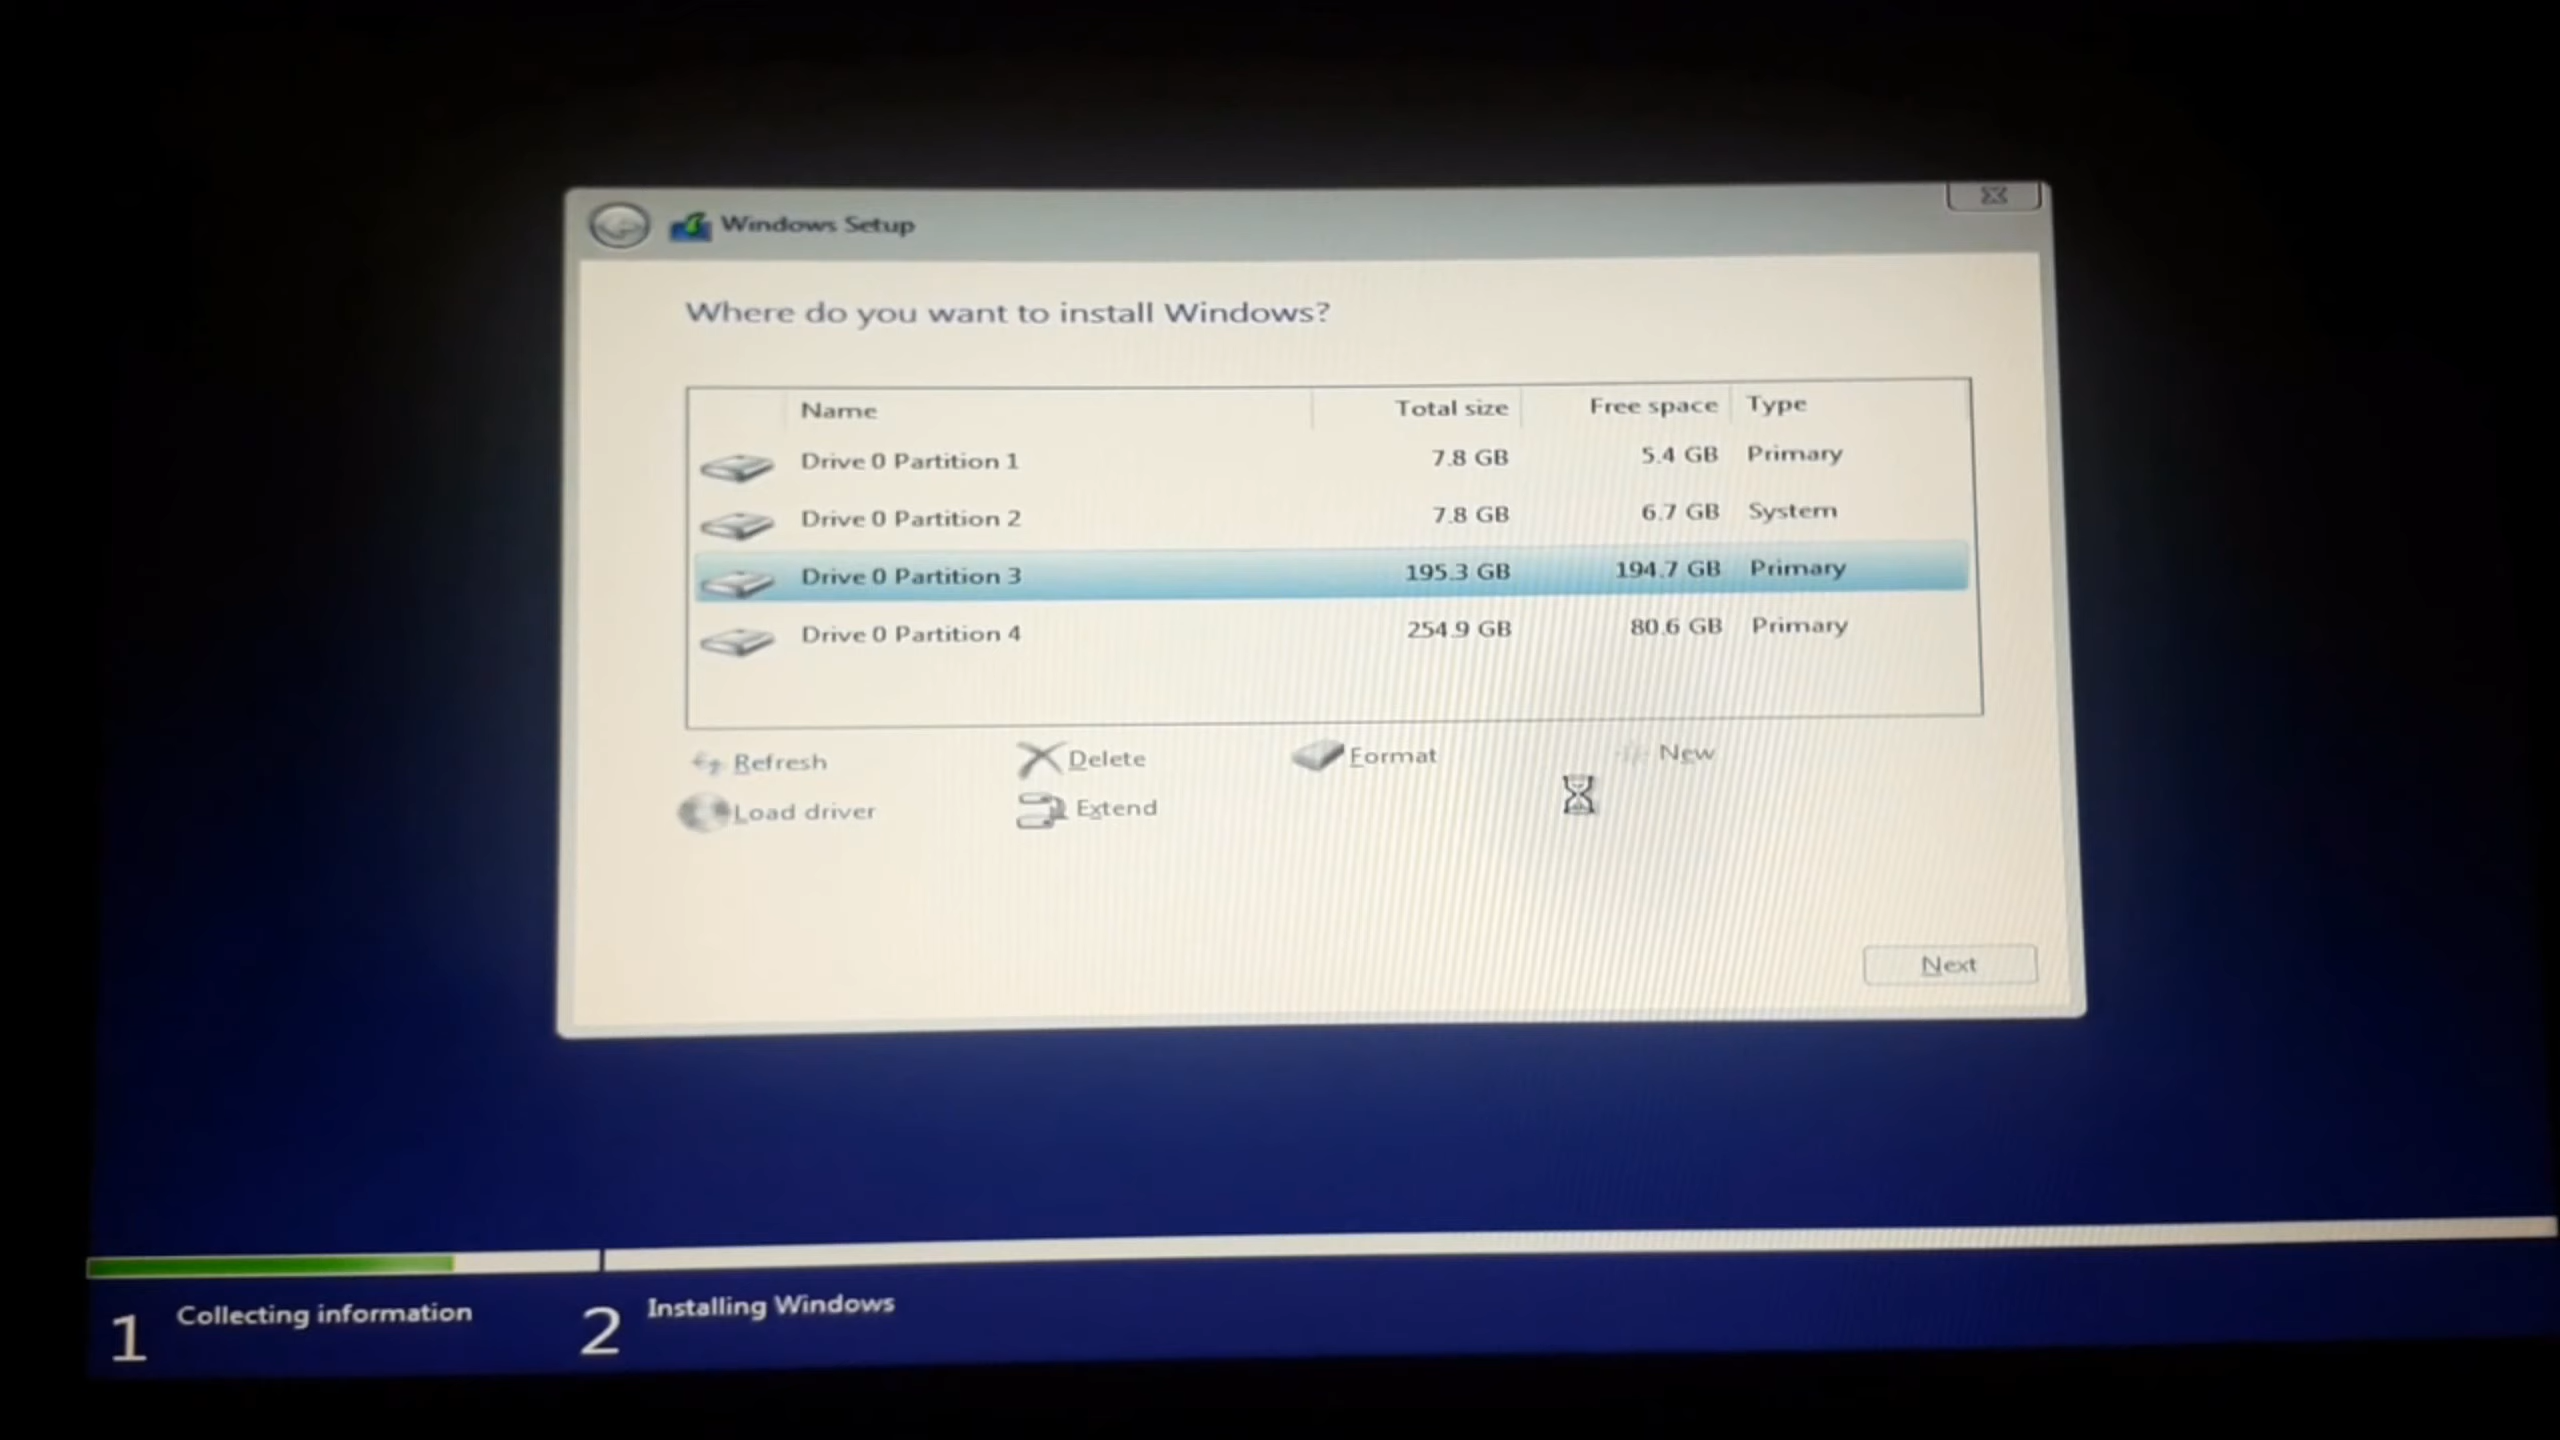 Windows Setup
Where do you want to install Windows?
Name Total size Free space Type
Drive 0 Partition 1 7.8 GB 5.4 GB Primary
Drive 0 Partition 2 7.8 GB 6.7 GB System
Drive 0 Partition 3 195.3 GB 194.7 GB Primary
Drive 0 Partition 4 254.9 GB 80.6 GB Primary
Refresh Delete Format New
Load driver Extend
Next
1 Collecting information 2 Installing Windows